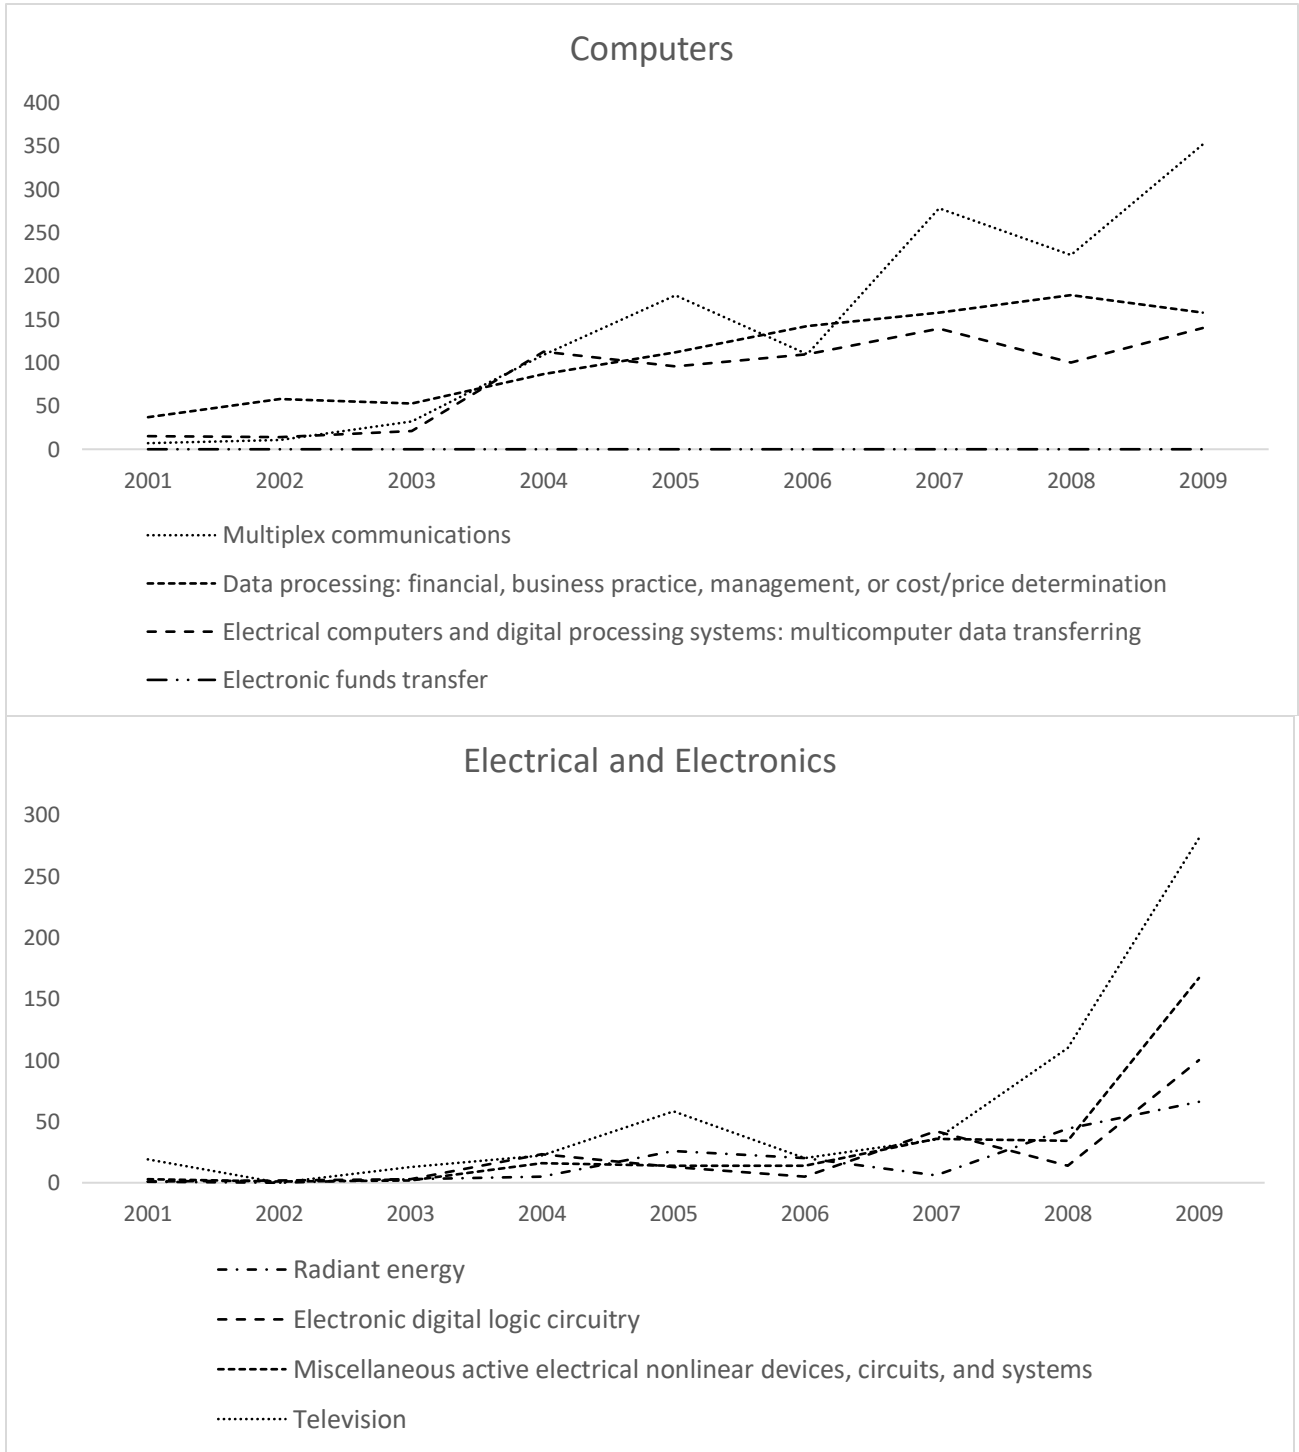 Computers
400
350
300
250
200
150
100
50
0
2001 2002 2003 2004 2005 2006 2007 2008 2009
Multiplex communications
Data processing: financial, business practice, management, or cost/price determination
Electrical computers and digital processing systems: multicomputer data transferring
Electronic funds transfer
Electrical and Electronics
300
250
200
150
100
50
0
2001 2002 2003 2004 2005 2006 2007 2008 2009
Radiant energy
Electronic digital logic circuitry
Miscellaneous active electrical nonlinear devices, circuits, and systems
Television